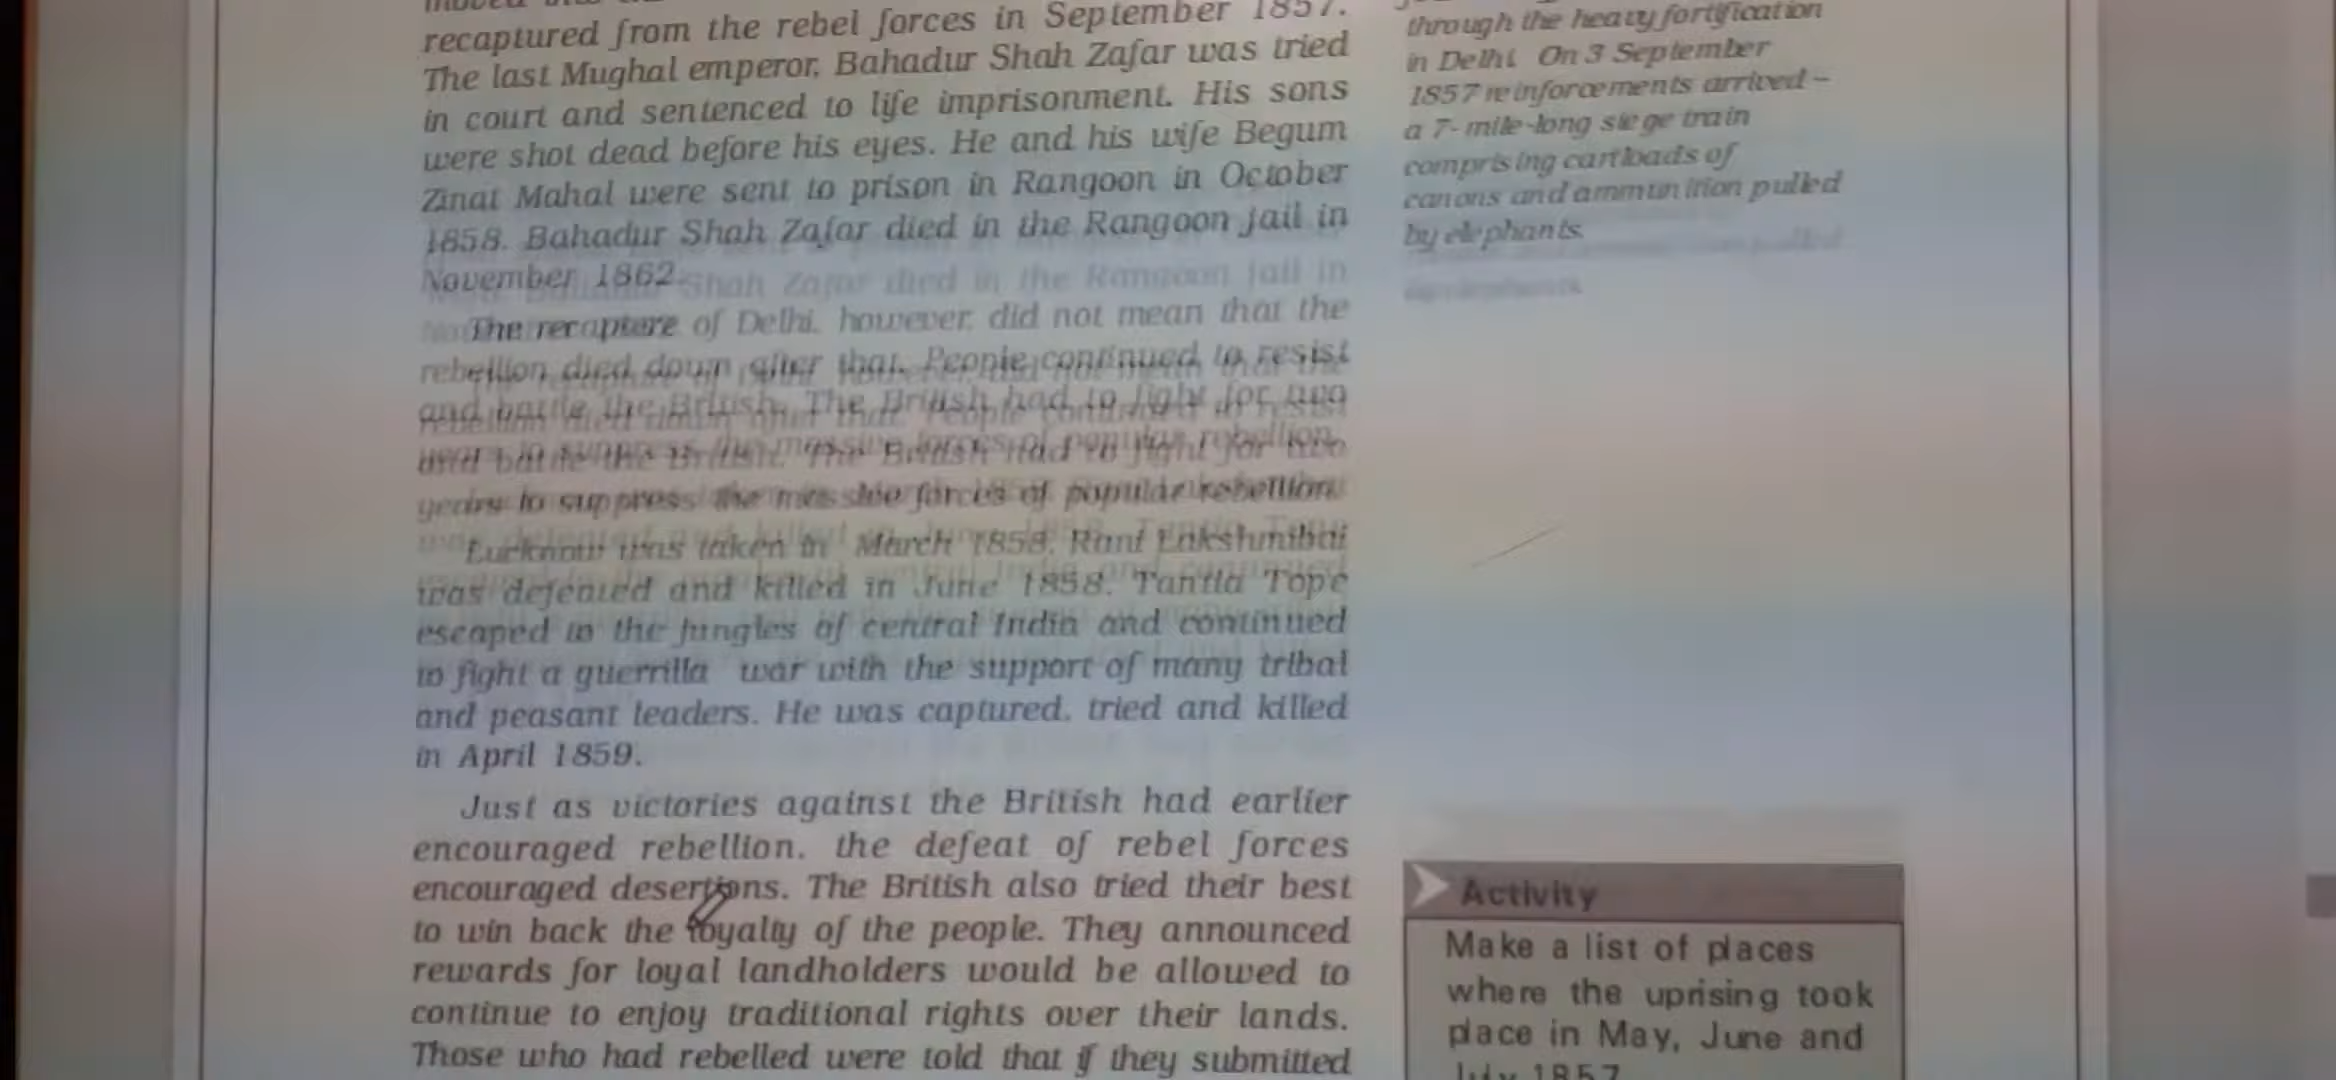 recaptured from the rebel forces in September 1857.
The last Mughal emperor, Bahadur Shah Zafar was tried
in court and sentenced to life imprisonment. His sons
were shot dead before his eyes. He and his wife Begum
Zinat Mahal were sent to prison in Rangoon in October
1858. Bahadur Shah Zafar died in the Rangoon jail in
November 1862.
The recapture of Delhi, however, did not mean that the
rebellion died down after that. People continued to resist
and battle the British. The British had to fight for two
years to suppress the massive forces of popular rebellion.
Lucknow was taken in March 1858. Rani Lakshmibai
was defeated and killed in June 1858. Tantia Tope
escaped to the jungles of central India and continued
to fight a guerrilla war with the support of many tribal
and peasant leaders. He was captured, tried and killed
in April 1859.
Just as victories against the British had earlier
encouraged rebellion, the defeat of rebel forces
encouraged desertions. The British also tried their best
to win back the loyalty of the people. They announced
rewards for loyal landholders would be allowed to
continue to enjoy traditional rights over their lands.
Those who had rebelled were told that if they submitted
through the heavy fortification
in Delhi. On 3 September
1857 reinforcements arrived –
a 7-mile-long siege train
comprising cartloads of
canons and ammunition pulled
by elephants.
Activity
Make a list of places
where the uprising took
place in May, June and
July 1857